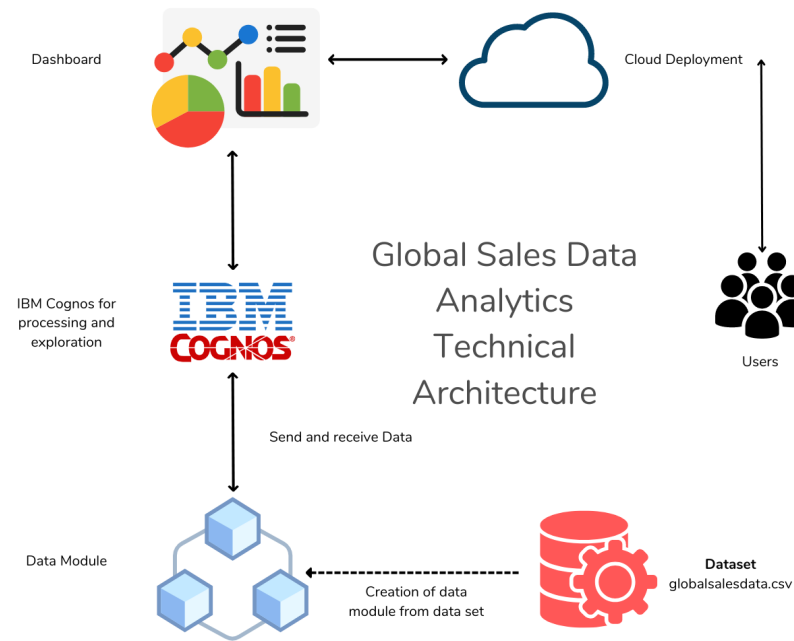 Dashboard
Cloud Deployment
Global Sales Data
Analytics
Technical
Architecture
IBM Cognos for
processing and
exploration
IBM
COGNOS®
Users
Send and receive Data
Data Module
Creation of data
module from data set
Dataset
globalsalesdata.csv